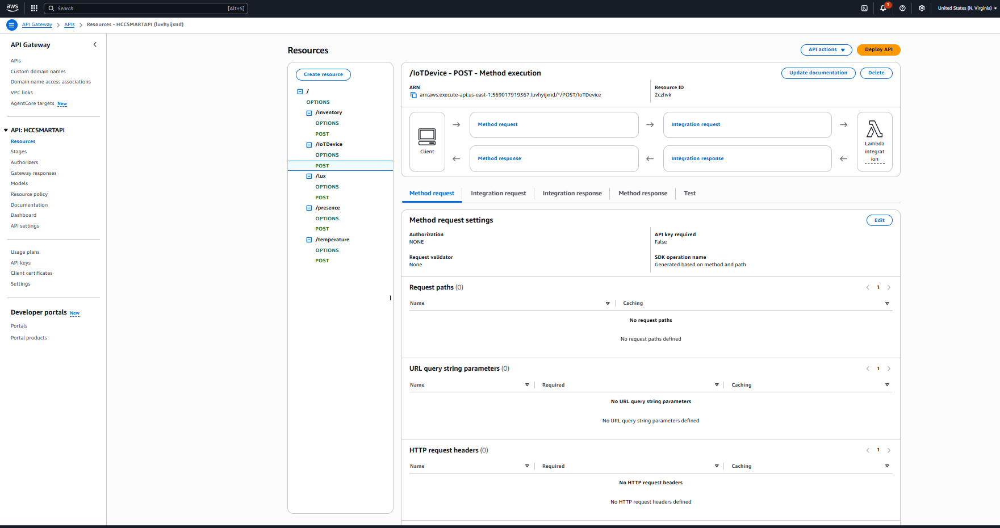 aws
Search [Alt+S]
1
United States (N. Virginia)
API Gateway APIs Resources - HCCSMARTAPI (luvhyijxnd)
API Gateway
APIs
Custom domain names
Domain name access associations
VPC links
AgentCore targets New
API: HCCSMARTAPI
Resources
Stages
Authorizers
Gateway responses
Models
Resource policy
Documentation
Dashboard
API settings
Usage plans
API keys
Client certificates
Settings
Developer portals New
Portals
Portal products
Resources
API actions
Deploy API
Create resource
/
OPTIONS
/Inventory
OPTIONS
POST
/IoTDevice
OPTIONS
POST
/lux
OPTIONS
POST
/presence
OPTIONS
POST
/temperature
OPTIONS
POST
/IoTDevice - POST - Method execution
Update documentation
Delete
ARN
arn:aws:execute-api:us-east-1:569017919367:luvhyijxnd/*/POST/IoTDevice
Resource ID
2czhvk
Client
Method request
Integration request
Method response
Integration response
Lambda
integrat
ion
Method request Integration request Integration response Method response Test
Method request settings
Edit
Authorization
NONE
API key required
False
Request validator
None
SDK operation name
Generated based on method and path
Request paths (0)
1
Name Caching
No request paths
No request paths defined
URL query string parameters (0)
1
Name Required Caching
No URL query string parameters
No URL query string parameters defined
HTTP request headers (0)
1
Name Required Caching
No HTTP request headers
No HTTP request headers defined